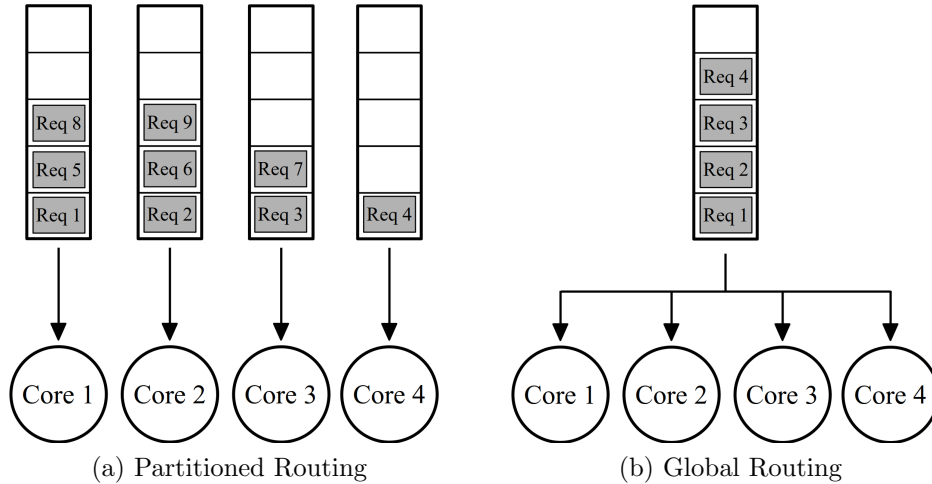 Req 4
Req 8 Req 9 Req 3
Req 5 Req 6 Req 7 Req 2
Req 1 Req 2 Req 3 Req 4 Req 1
Core 1 Core 2 Core 3 Core 4 Core 1 Core 2 Core 3 Core 4
(a) Partitioned Routing (b) Global Routing